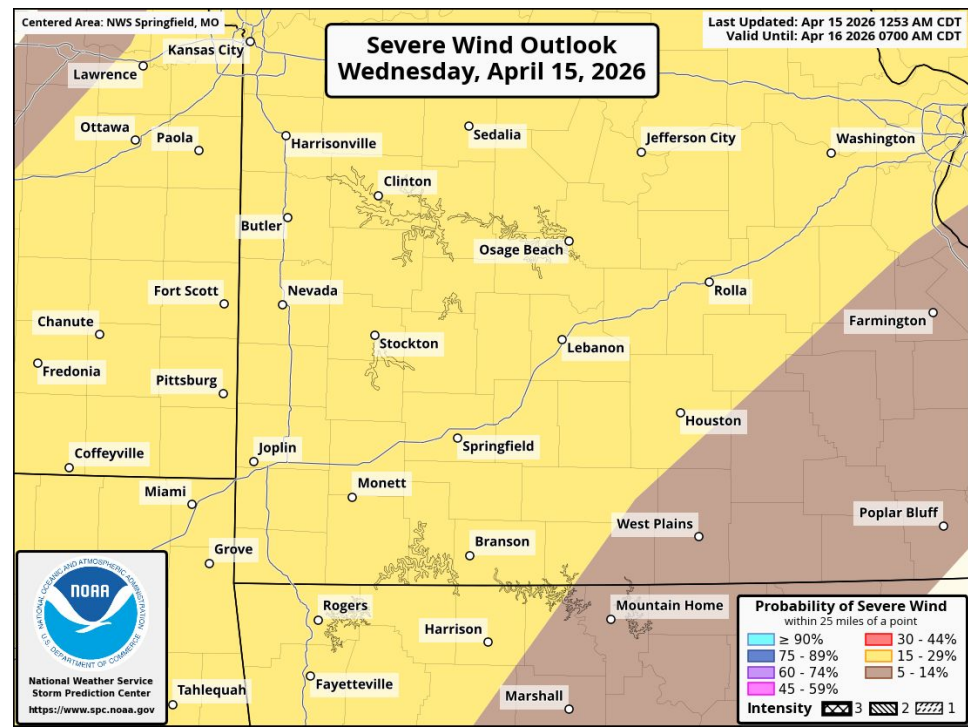 Centered Area: NWS Springfield, MO
Last Updated: Apr 15 2026 1253 AM CDT
Valid Until: Apr 16 2026 0700 AM CDT
Severe Wind Outlook
Wednesday, April 15, 2026
Kansas City
Lawrence
Ottawa
Paola
Harrisonville
Sedalia
Jefferson City
Washington
Clinton
Butler
Osage Beach
Fort Scott
Nevada
Rolla
Chanute
Farmington
Stockton
Lebanon
Fredonia
Pittsburg
Houston
Coffeyville
Joplin
Springfield
Miami
Monett
West Plains
Poplar Bluff
Grove
Branson
Rogers
Mountain Home
Harrison
Fayetteville
Tahlequah
Marshall
NATIONAL OCEANIC AND ATMOSPHERIC ADMINISTRATION
NOAA
U.S. DEPARTMENT OF COMMERCE
National Weather Service
Storm Prediction Center
https://www.spc.noaa.gov
Probability of Severe Wind
within 25 miles of a point
≥ 90%
30 - 44%
75 - 89%
15 - 29%
60 - 74%
5 - 14%
45 - 59%
Intensity 3 2 1